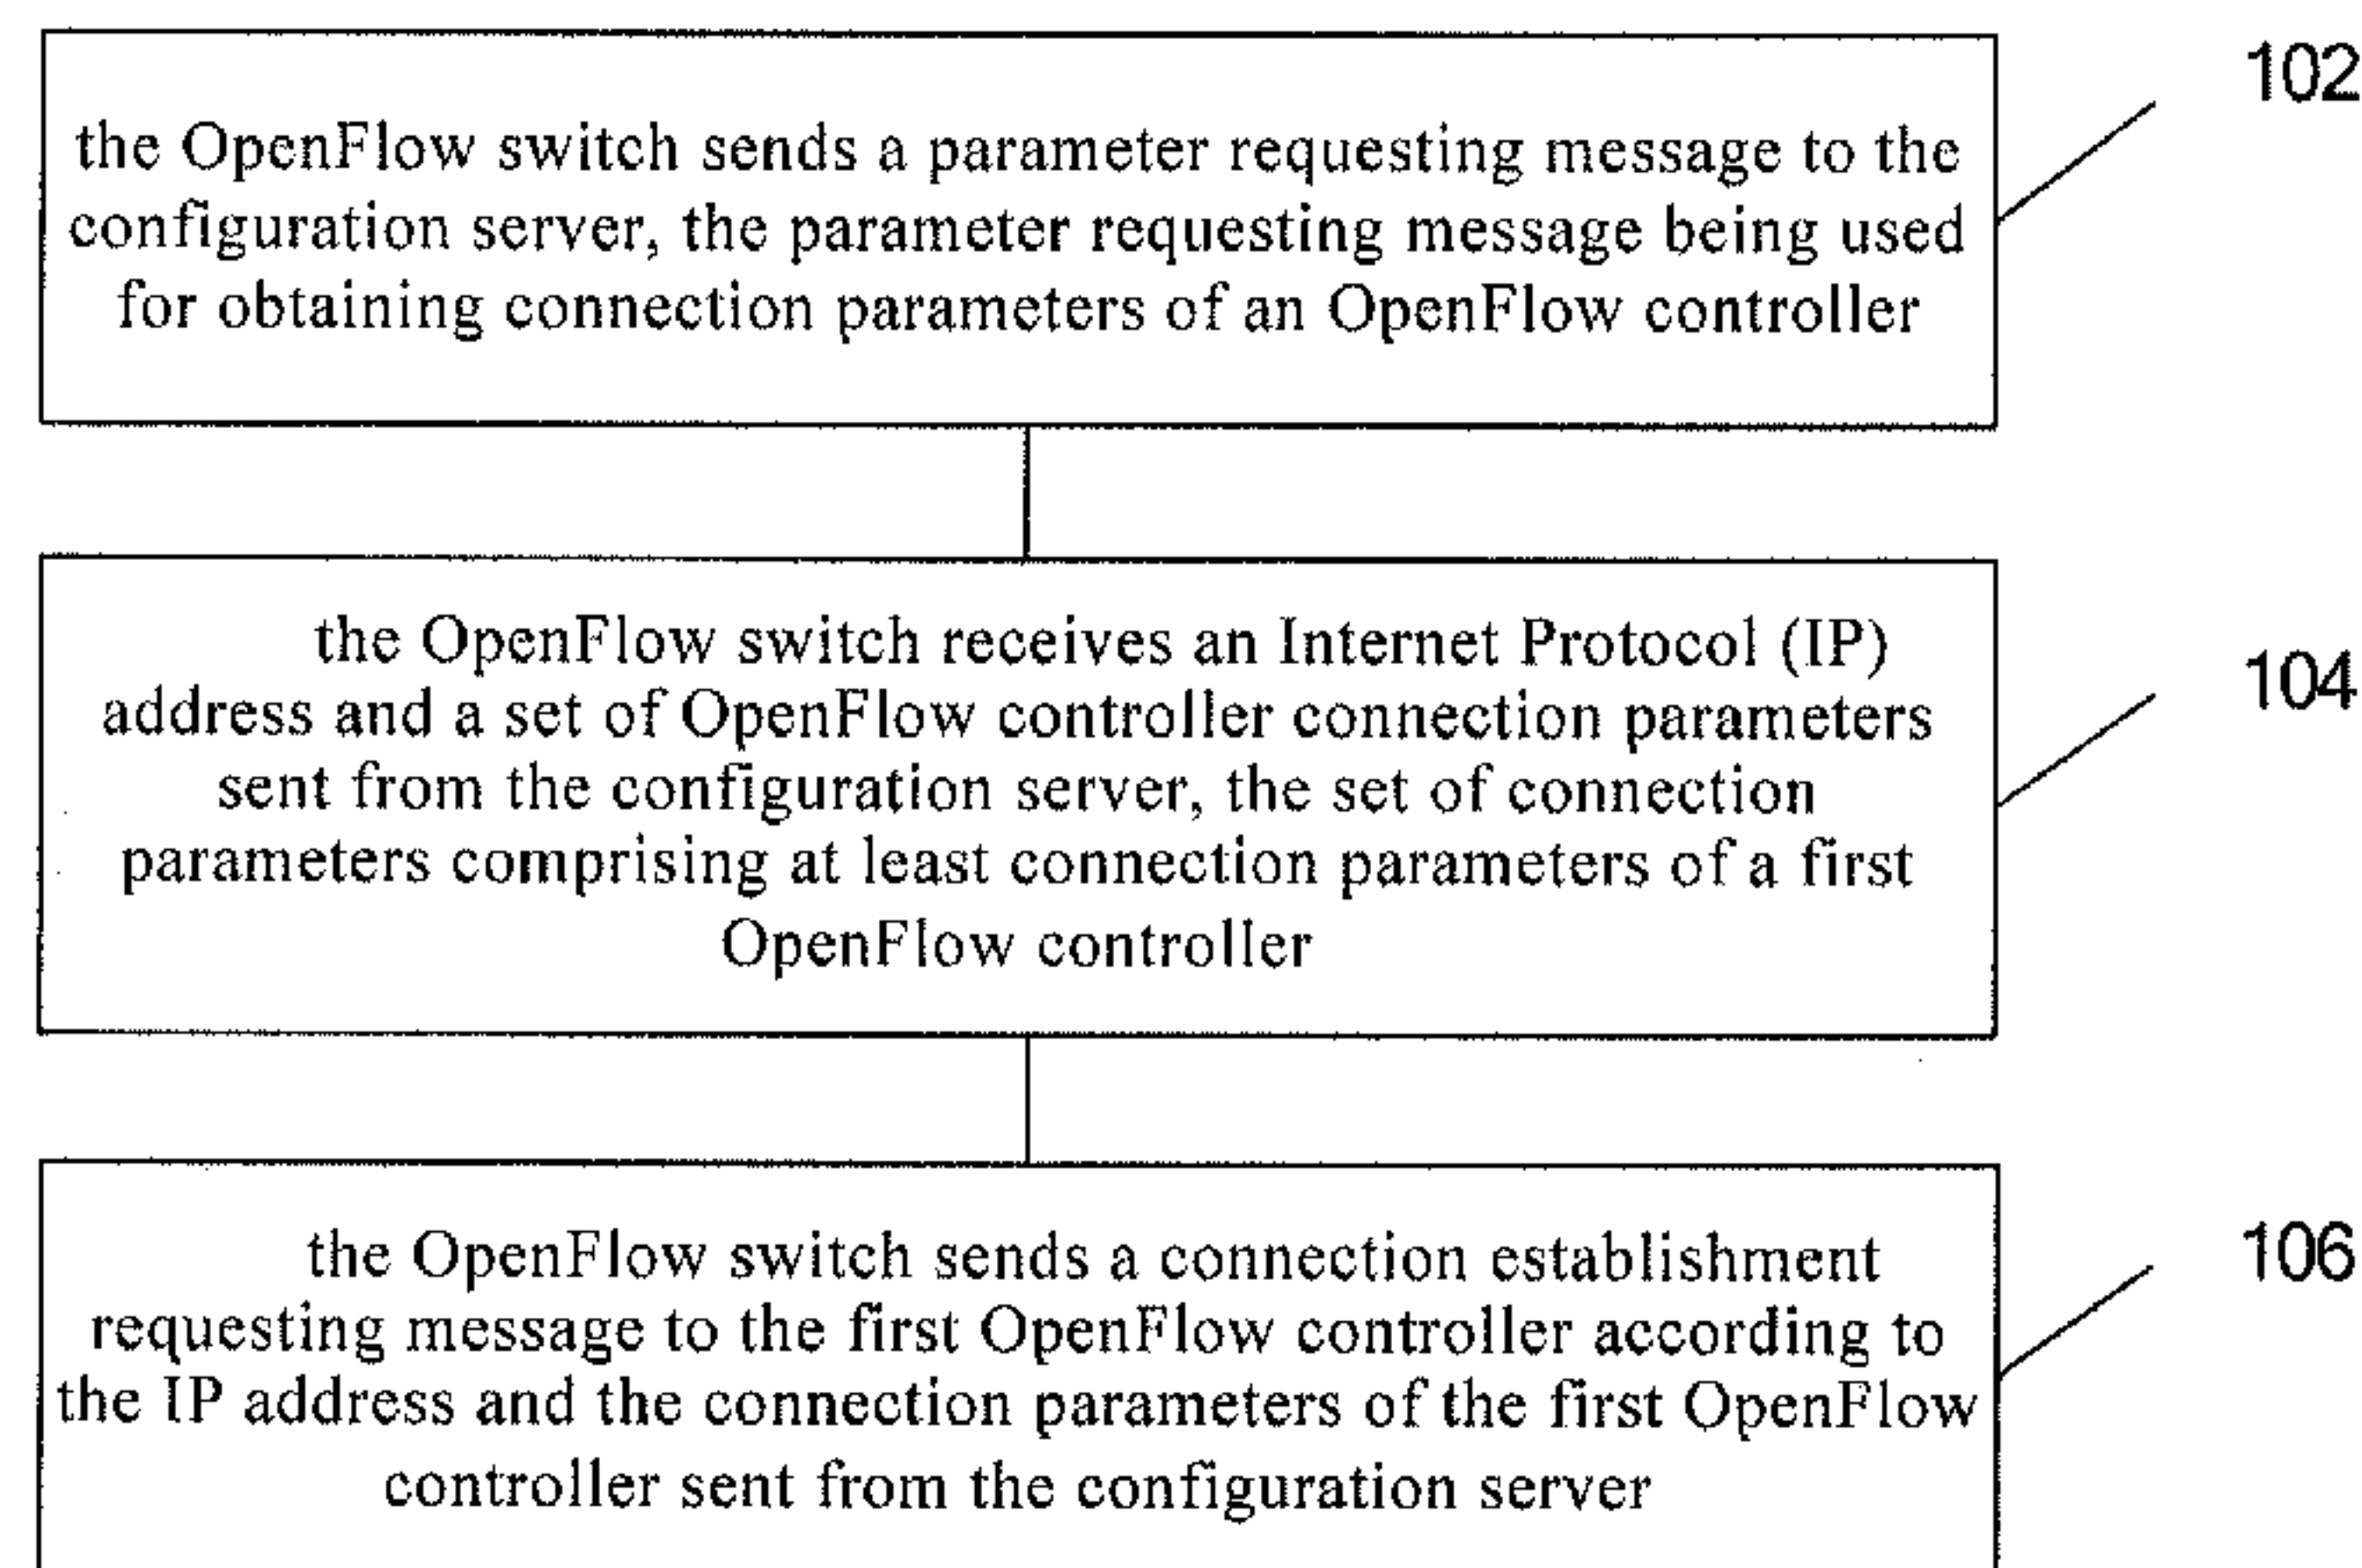 102
the OpenFlow switch sends a parameter requesting message to the
configuration server, the parameter requesting message being used
for obtaining connection parameters of an OpenFlow controller
104
the OpenFlow switch receives an Internet Protocol (IP)
address and a set of OpenFlow controller connection parameters
sent from the configuration server, the set of connection
parameters comprising at least connection parameters of a first
OpenFlow controller
106
the OpenFlow switch sends a connection establishment
requesting message to the first OpenFlow controller according to
the IP address and the connection parameters of the first OpenFlow
controller sent from the configuration server